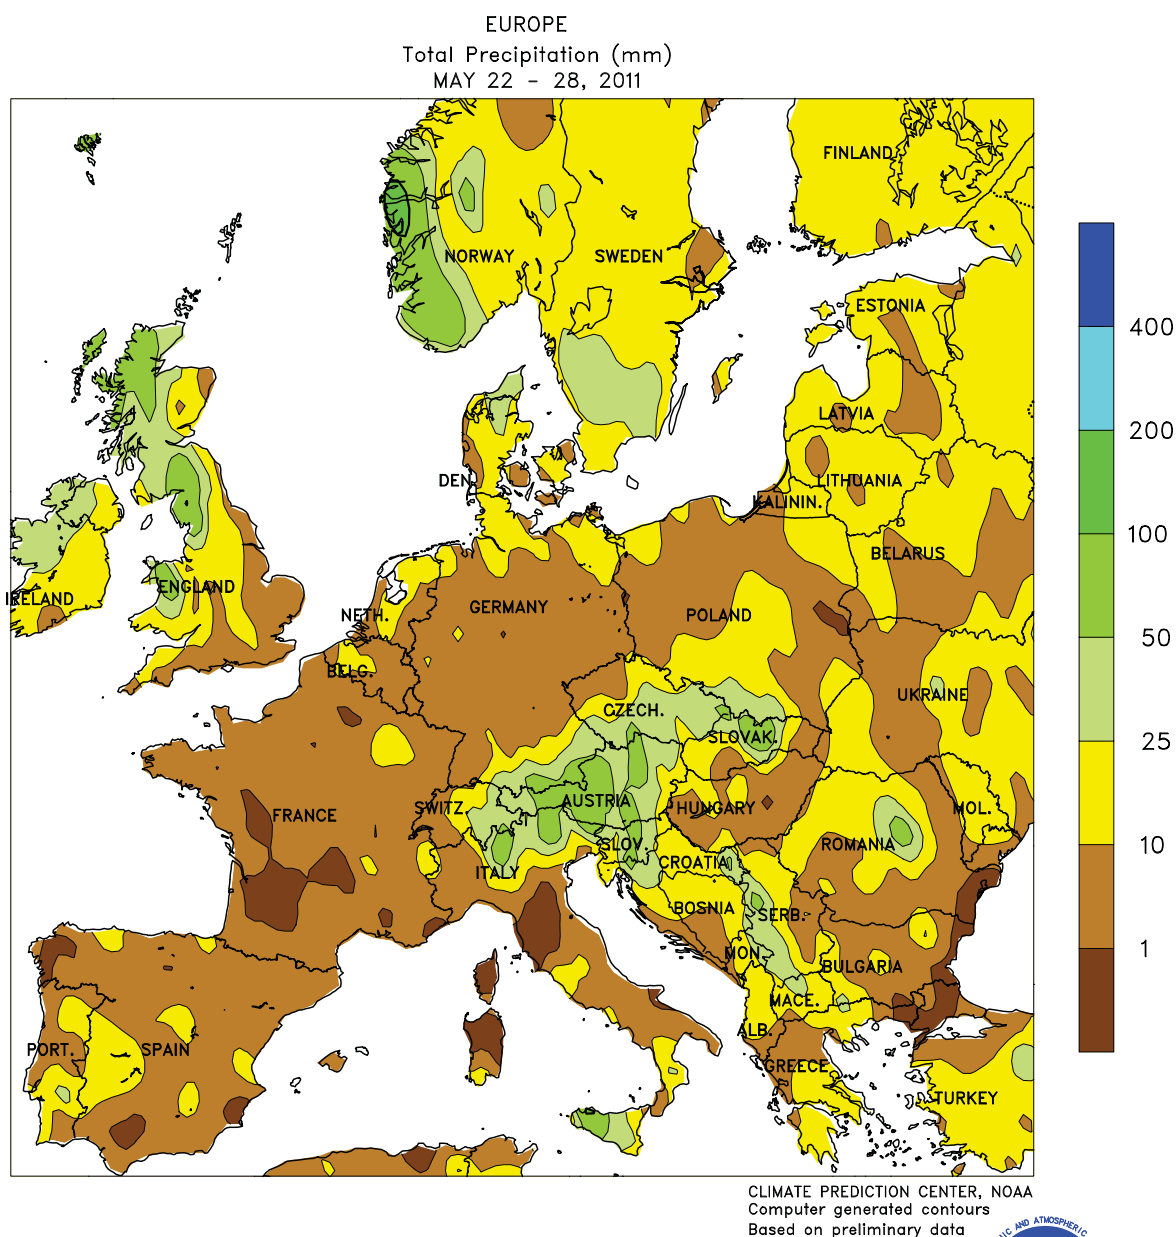 EUROPE
Total Precipitation (mm)
MAY 22 - 28, 2011
FINLAND
NORWAY
SWEDEN
ESTONIA
LATVIA
DEN.
LITHUANIA
KALININ.
BELARUS
ENGLAND
IRELAND
NETH.
GERMANY
POLAND
BELG.
UKRAINE
CZECH.
SLOVAK.
FRANCE
SWITZ.
AUSTRIA
HUNGARY
MOL.
SLOV.
ROMANIA
CROATIA
ITALY
BOSNIA
SERB.
MON.
BULGARIA
MACE.
ALB.
PORT.
SPAIN
GREECE
TURKEY
400
200
100
50
25
10
1
CLIMATE PREDICTION CENTER, NOAA
Computer generated contours
Based on preliminary data
AND ATMOSPHERIC